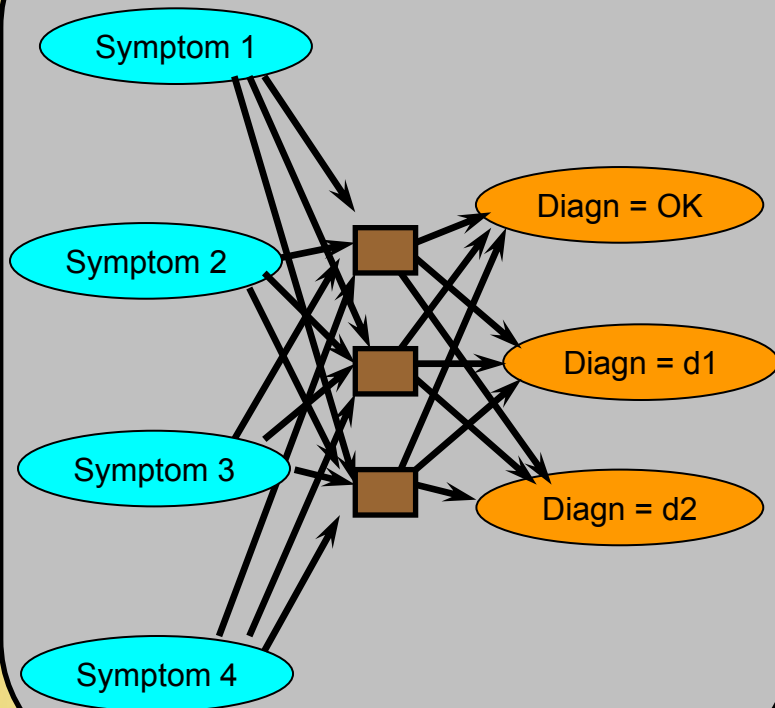 Symptom 1
Symptom 2
Symptom 3
Symptom 4
Diagn = OK
Diagn = d1
Diagn = d2